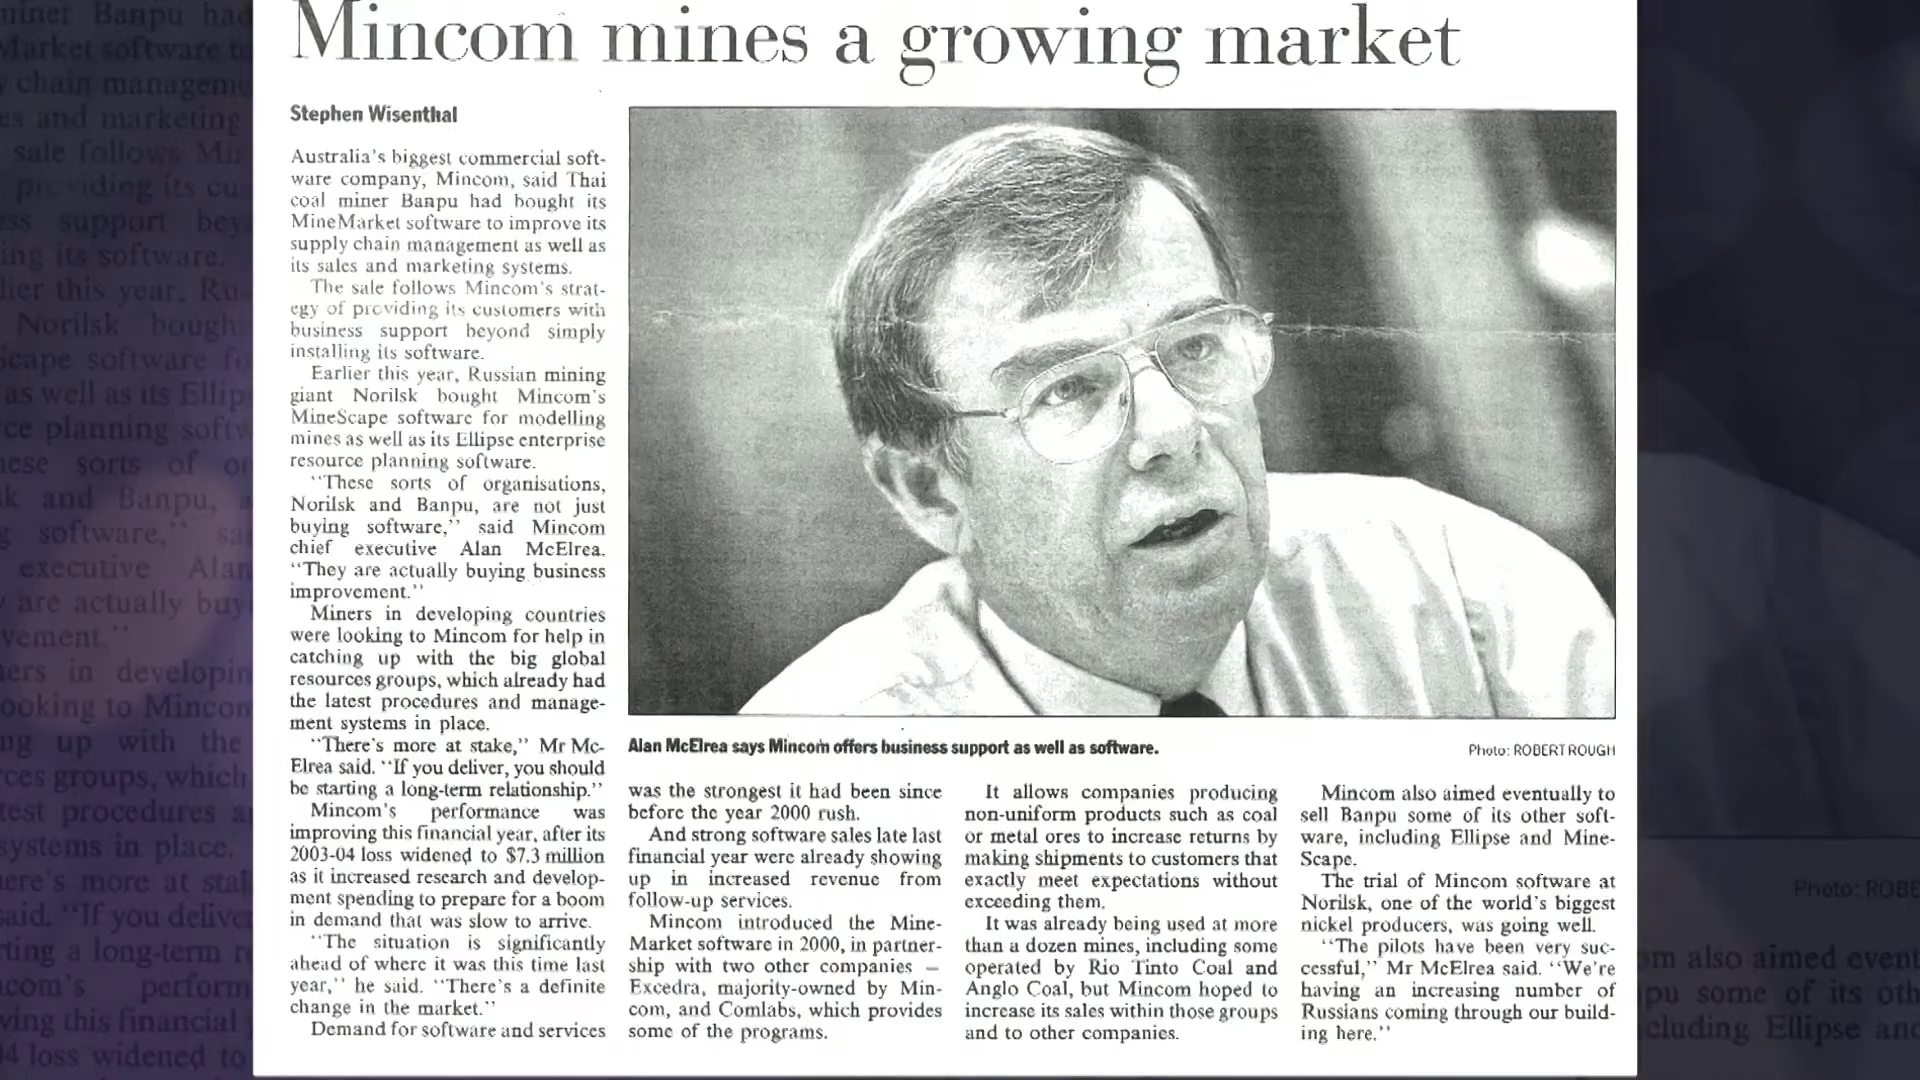 Mincom mines a growing market
Stephen Wisenthal
Australia's biggest commercial soft-
ware company, Mincom, said Thai
coal miner Banpu had bought its
MineMarket software to improve its
supply chain management as well as
its sales and marketing systems.
The sale follows Mincom's strat-
egy of providing its customers with
business support beyond simply
installing its software.
Earlier this year, Russian mining
giant Norilsk bought Mincom's
MineScape software for modelling
mines as well as its Ellipse enterprise
resource planning software.
"These sorts of organisations,
Norilsk and Banpu, are not just
buying software," said Mincom
chief executive Alan McElrea.
"They are actually buying business
improvement."
Miners in developing countries
were looking to Mincom for help in
catching up with the big global
resources groups, which already had
the latest procedures and manage-
ment systems in place.
"There's more at stake," Mr Mc-
Elrea said. "If you deliver, you should
be starting a long-term relationship."
Mincom's performance was
improving this financial year, after its
2003-04 loss widened to $7.3 million
as it increased research and develop-
ment spending to prepare for a boom
in demand that was slow to arrive.
"The situation is significantly
ahead of where it was this time last
year," he said. "There's a definite
change in the market."
Demand for software and services
Alan McElrea says Mincom offers business support as well as software.
Photo: ROBERT ROUGH
was the strongest it had been since
before the year 2000 rush.
And strong software sales late last
financial year were already showing
up in increased revenue from
follow-up services.
Mincom introduced the Mine-
Market software in 2000, in partner-
ship with two other companies –
Excedra, majority-owned by Min-
com, and Comlabs, which provides
some of the programs.
It allows companies producing
non-uniform products such as coal
or metal ores to increase returns by
making shipments to customers that
exactly meet expectations without
exceeding them.
It was already being used at more
than a dozen mines, including some
operated by Rio Tinto Coal and
Anglo Coal, but Mincom hoped to
increase its sales within those groups
and to other companies.
Mincom also aimed eventually to
sell Banpu some of its other soft-
ware, including Ellipse and Mine-
Scape.
The trial of Mincom software at
Norilsk, one of the world's biggest
nickel producers, was going well.
"The pilots have been very suc-
cessful," Mr McElrea said. "We're
having an increasing number of
Russians coming through our build-
ing here."